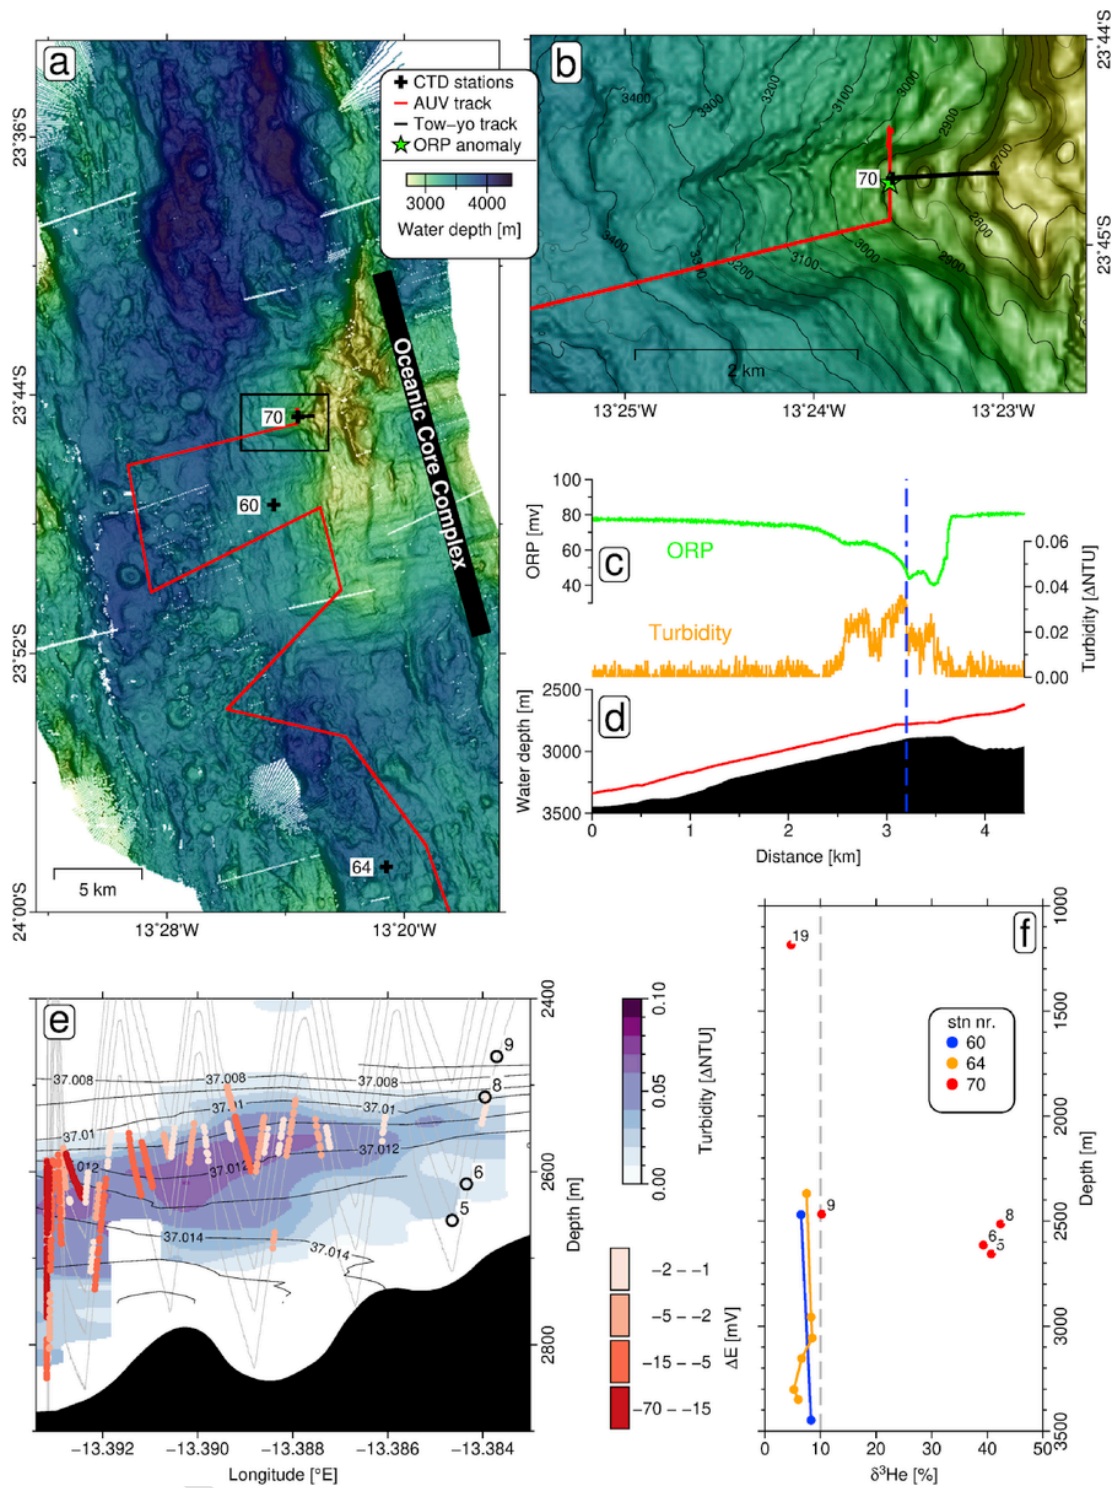 a
CTD stations
AUV track
Tow-yo track
ORP anomaly
3000 4000
Water depth [m]
23°36'S
23°44'S
23°52'S
24°00'S
Oceanic Core Complex
70
60
64
5 km
13°28'W 13°20'W
b
3400
3300
3200
3100
3000
2900
2700
70
2800
3400
3300
3200
3100
3000
2900
2 km
23°44'S
23°45'S
13°25'W 13°24'W 13°23'W
100
80
60
40
ORP [mv]
c
ORP
Turbidity
0.06
0.04
0.02
0.00
Turbidity [ΔNTU]
2500
3000
3500
Water depth [m]
d
0 1 2 3 4
Distance [km]
e
37.008 37.008
37.01 37.01
37.01
37.012 37.012
37.012
37.014
37.014
9
8
6
5
2400
2600
2800
Depth [m]
−13.392 −13.390 −13.388 −13.386 −13.384
Longitude [°E]
0.10
0.05
0.00
Turbidity [ΔNTU]
−2 − −1
−5 − −2
−15 − −5
−70 − −15
ΔE [mV]
f
19
stn nr.
60
64
70
9
8
6
5
1000
1500
2000
2500
3000
3500
Depth [m]
0 10 20 30 40 50
δ³He [%]